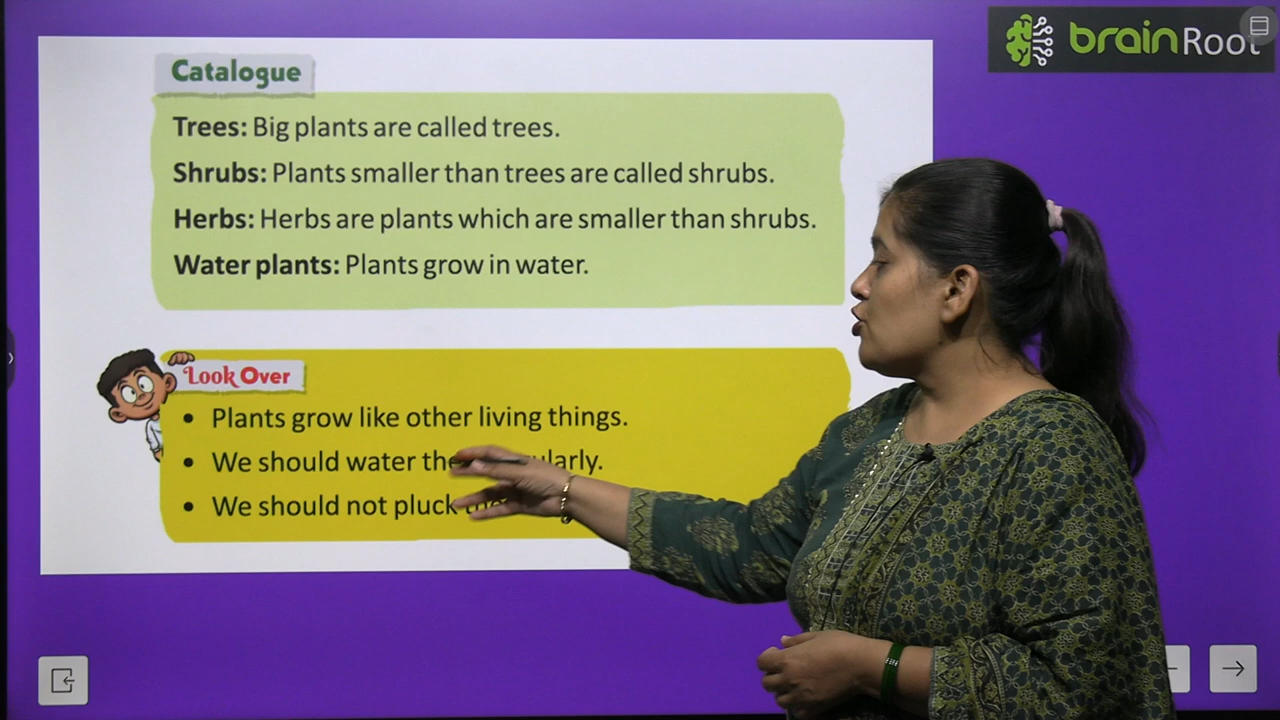 brainRoot
Catalogue
Trees: Big plants are called trees.
Shrubs: Plants smaller than trees are called shrubs.
Herbs: Herbs are plants which are smaller than shrubs.
Water plants: Plants grow in water.
Look Over
• Plants grow like other living things.
• We should water
• We should not pluck